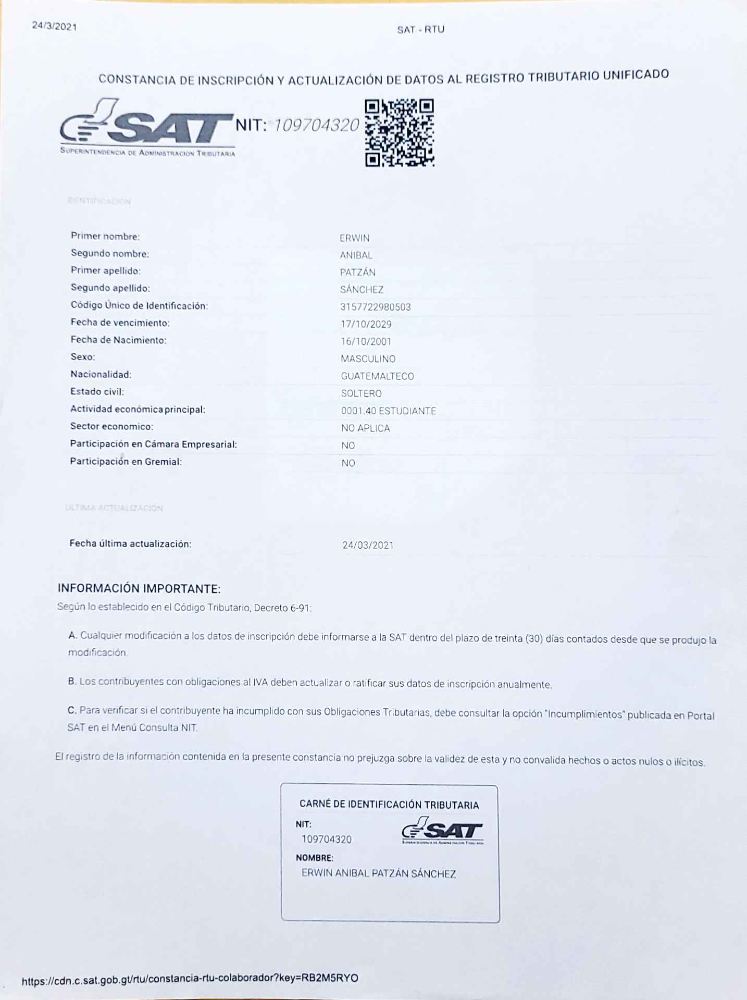 24/3/2021
SAT - RTU
CONSTANCIA DE INSCRIPCIÓN Y ACTUALIZACIÓN DE DATOS AL REGISTRO TRIBUTARIO UNIFICADO
SAT
SUPERINTENDENCIA DE ADMINISTRACION TRIBUTARIA
NIT: 109704320
IDENTIFICACIÓN
Primer nombre: ERWIN
Segundo nombre: ANIBAL
Primer apellido: PATZÁN
Segundo apellido: SÁNCHEZ
Código Único de Identificación: 3157722980503
Fecha de vencimiento: 17/10/2029
Fecha de Nacimiento: 16/10/2001
Sexo: MASCULINO
Nacionalidad: GUATEMALTECO
Estado civil: SOLTERO
Actividad económica principal: 0001.40 ESTUDIANTE
Sector economico: NO APLICA
Participación en Cámara Empresarial: NO
Participación en Gremial: NO
ÚLTIMA ACTUALIZACIÓN
Fecha última actualización: 24/03/2021
INFORMACIÓN IMPORTANTE:
Según lo establecido en el Código Tributario, Decreto 6-91:
A. Cualquier modificación a los datos de inscripción debe informarse a la SAT dentro del plazo de treinta (30) días contados desde que se produjo la
modificación.
B. Los contribuyentes con obligaciones al IVA deben actualizar o ratificar sus datos de inscripción anualmente.
C. Para verificar si el contribuyente ha incumplido con sus Obligaciones Tributarias, debe consultar la opción "Incumplimientos" publicada en Portal
SAT en el Menú Consulta NIT.
El registro de la información contenida en la presente constancia no prejuzga sobre la validez de esta y no convalida hechos o actos nulos o ilícitos.
CARNÉ DE IDENTIFICACIÓN TRIBUTARIA
NIT:
109704320
SAT
SUPERINTENDENCIA DE ADMINISTRACION TRIBUTARIA
NOMBRE:
ERWIN ANIBAL PATZÁN SÁNCHEZ
https://cdn.c.sat.gob.gt/rtu/constancia-rtu-colaborador?key=RB2M5RYO